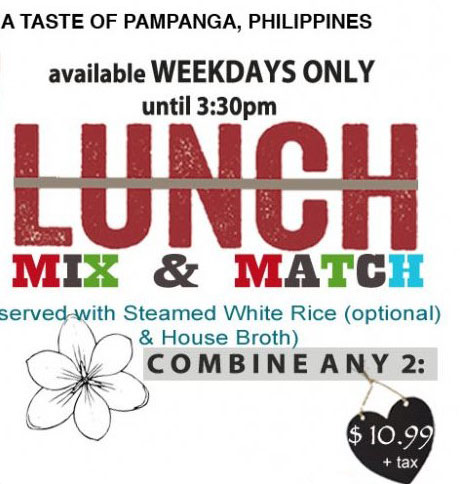 A TASTE OF PAMPANGA, PHILIPPINES
available WEEKDAYS ONLY
until 3:30pm
LUNCH
MIX & MATCH
served with Steamed White Rice (optional)
& House Broth)
COMBINE ANY 2:
$ 10.99
+ tax